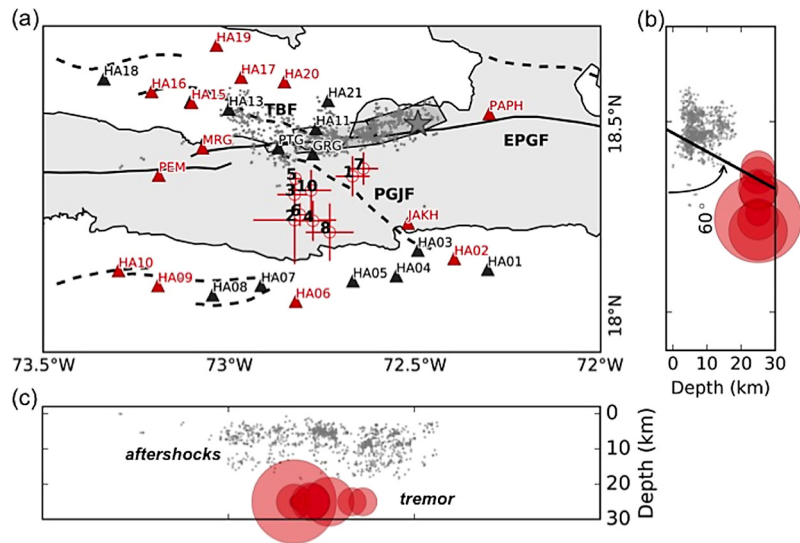 (a)
HA19
HA18
HA17
HA16
HA20
HA15
HA13
TBF
HA21
PAPH
HA11
MRG
PTG
GRG
EPGF
PEM
5
1
7
3
10
PGJF
6
2
4
8
JAKH
HA03
HA10
HA09
HA08
HA07
HA06
HA05
HA04
HA02
HA01
18.5°N
18°N
73.5°W
73°W
72.5°W
72°W
(b)
60°
0
10
20
30
Depth (km)
(c)
aftershocks
tremor
0
10
20
30
Depth (km)